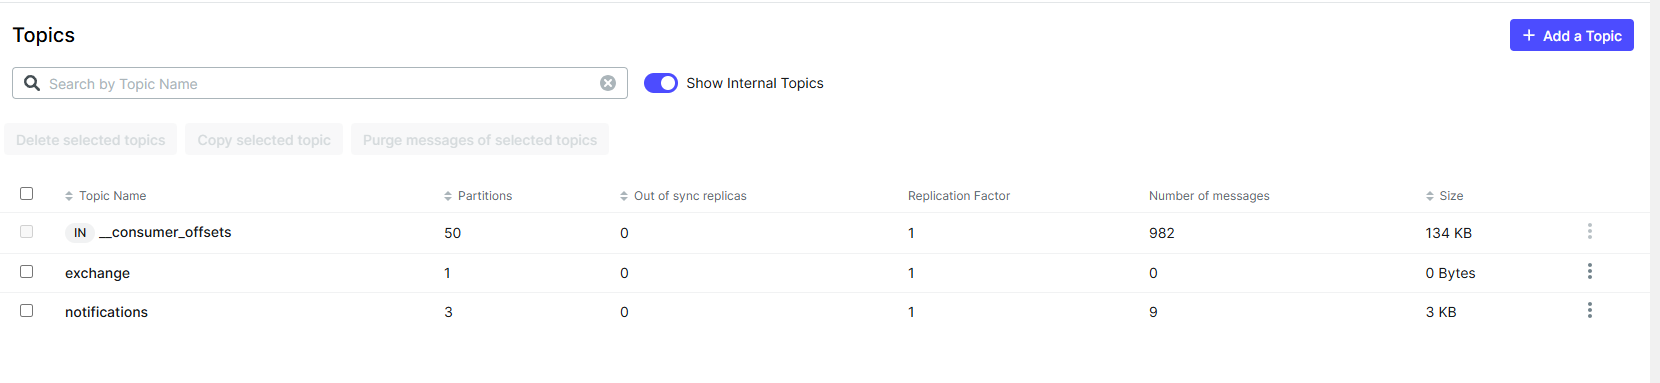 Topics
+ Add a Topic
Search by Topic Name
Show Internal Topics
Delete selected topics Copy selected topic Purge messages of selected topics
Topic Name Partitions Out of sync replicas Replication Factor Number of messages Size
IN __consumer_offsets 50 0 1 982 134 KB
exchange 1 0 1 0 0 Bytes
notifications 3 0 1 9 3 KB